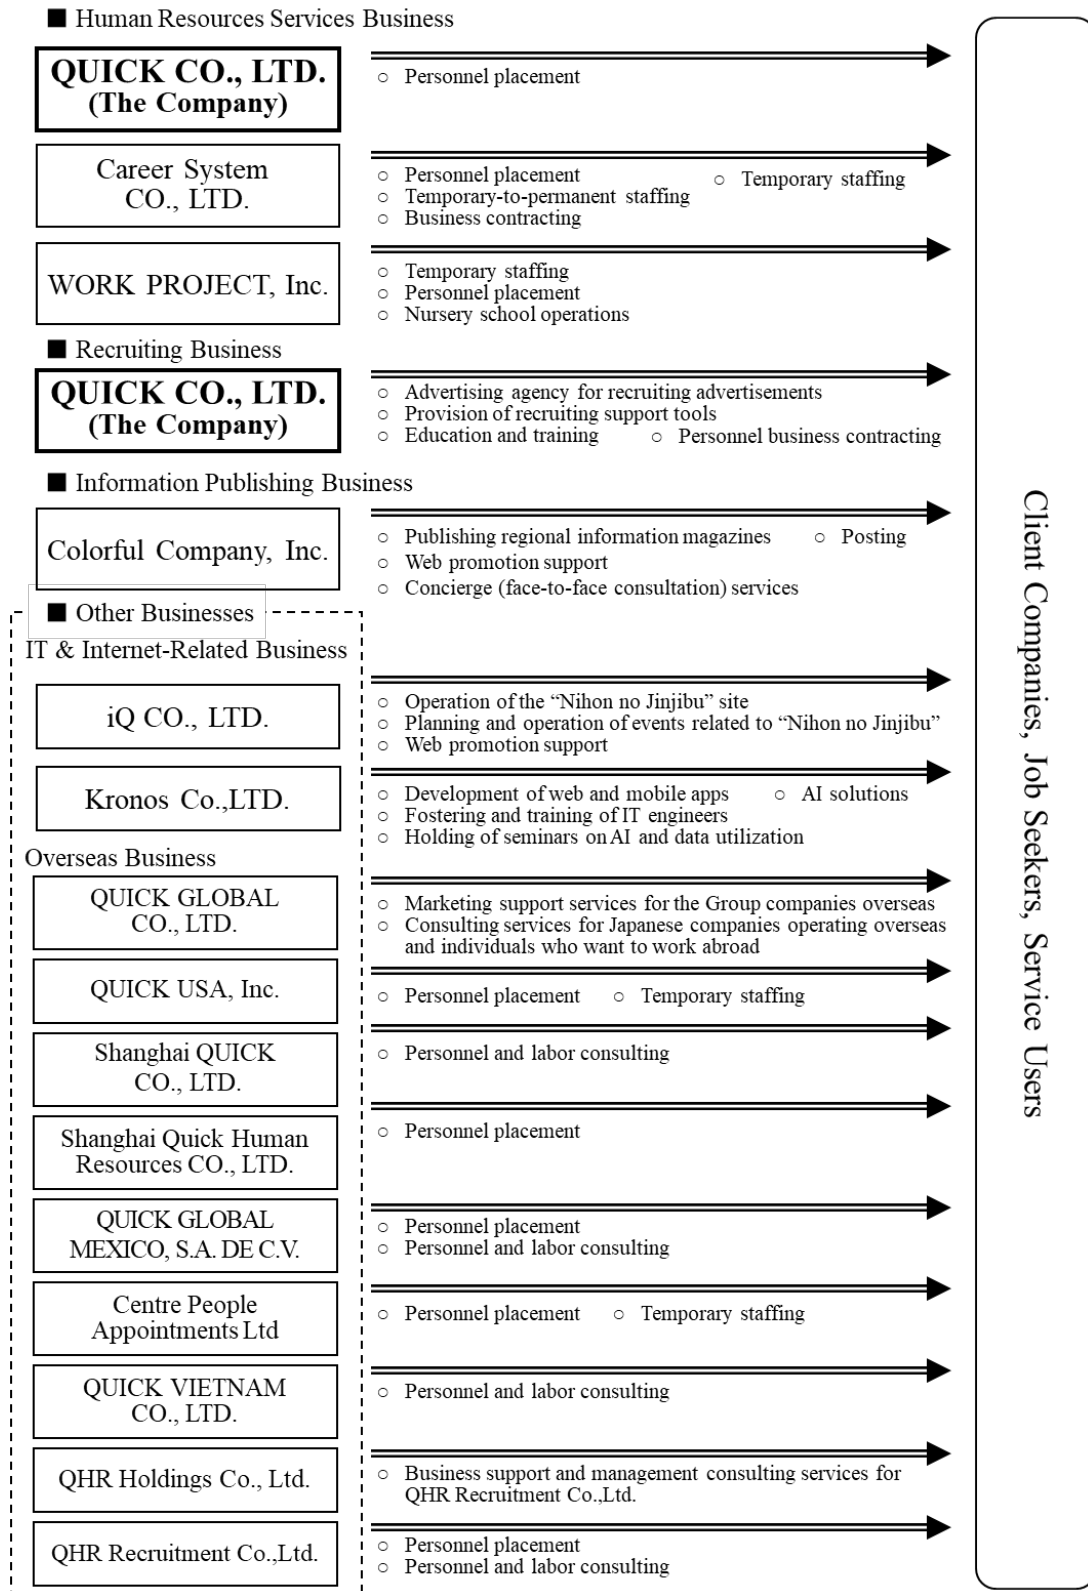 ■ Human Resources Services Business
QUICK CO., LTD.
(The Company)
○ Personnel placement
Career System
CO., LTD.
○ Personnel placement ○ Temporary staffing
○ Temporary-to-permanent staffing
○ Business contracting
WORK PROJECT, Inc.
○ Temporary staffing
○ Personnel placement
○ Nursery school operations
■ Recruiting Business
QUICK CO., LTD.
(The Company)
○ Advertising agency for recruiting advertisements
○ Provision of recruiting support tools
○ Education and training ○ Personnel business contracting
■ Information Publishing Business
Colorful Company, Inc.
○ Publishing regional information magazines ○ Posting
○ Web promotion support
○ Concierge (face-to-face consultation) services
■ Other Businesses
IT & Internet-Related Business
iQ CO., LTD.
○ Operation of the “Nihon no Jinjibu” site
○ Planning and operation of events related to “Nihon no Jinjibu”
○ Web promotion support
Kronos Co.,LTD.
○ Development of web and mobile apps ○ AI solutions
○ Fostering and training of IT engineers
○ Holding of seminars on AI and data utilization
Overseas Business
QUICK GLOBAL
CO., LTD.
○ Marketing support services for the Group companies overseas
○ Consulting services for Japanese companies operating overseas
and individuals who want to work abroad
QUICK USA, Inc.
○ Personnel placement ○ Temporary staffing
Shanghai QUICK
CO., LTD.
○ Personnel and labor consulting
Shanghai Quick Human
Resources CO., LTD.
○ Personnel placement
QUICK GLOBAL
MEXICO, S.A. DE C.V.
○ Personnel placement
○ Personnel and labor consulting
Centre People
Appointments Ltd
○ Personnel placement ○ Temporary staffing
QUICK VIETNAM
CO., LTD.
○ Personnel and labor consulting
QHR Holdings Co., Ltd.
○ Business support and management consulting services for
QHR Recruitment Co.,Ltd.
QHR Recruitment Co.,Ltd.
○ Personnel placement
○ Personnel and labor consulting
Client Companies, Job Seekers, Service Users